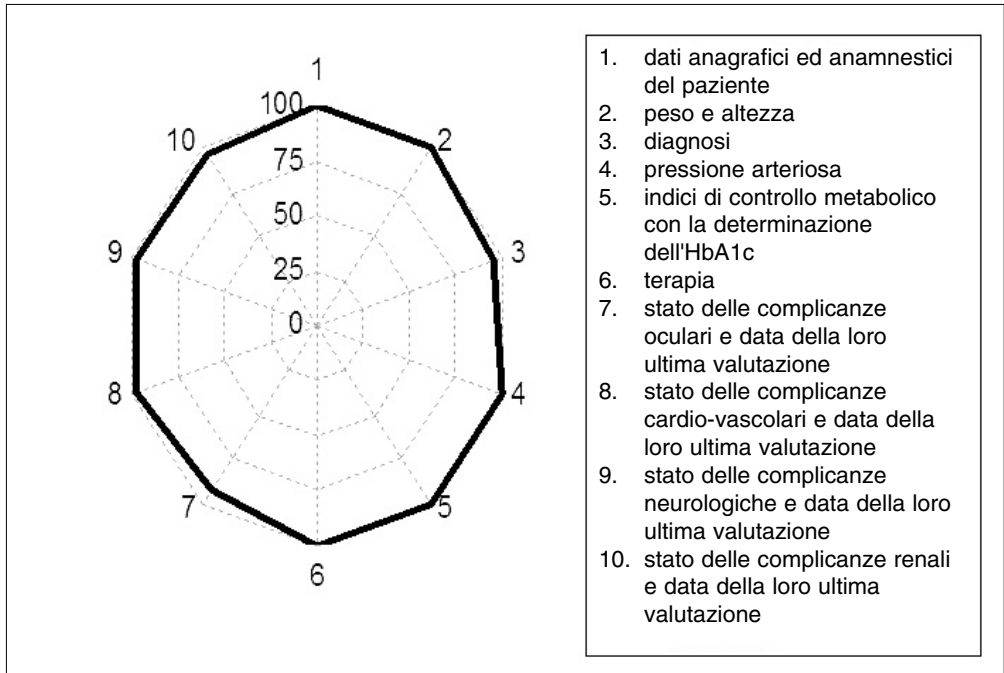 1
100
10
2
75
50
9
3
25
0
8
4
7
5
6
1. dati anagrafici ed anamnestici
del paziente
2. peso e altezza
3. diagnosi
4. pressione arteriosa
5. indici di controllo metabolico
con la determinazione
dell'HbA1c
6. terapia
7. stato delle complicanze
oculari e data della loro
ultima valutazione
8. stato delle complicanze
cardio-vascolari e data della
loro ultima valutazione
9. stato delle complicanze
neurologiche e data della loro
ultima valutazione
10. stato delle complicanze renali
e data della loro ultima
valutazione